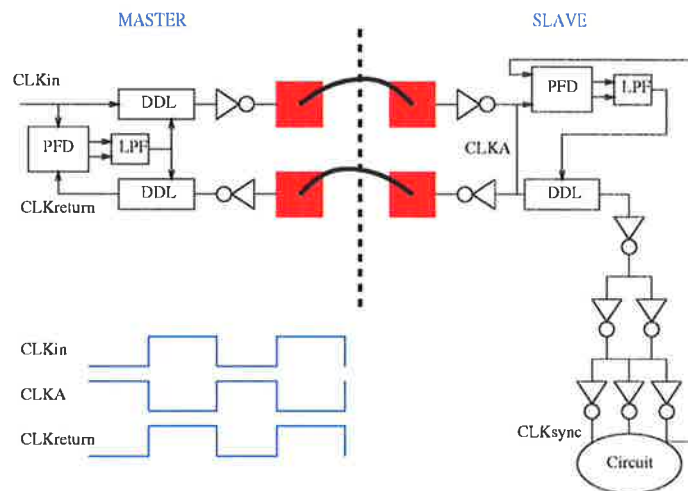 MASTER
SLAVE
CLKin
DDL
PFD
LPF
CLKreturn
DDL
PFD
LPF
CLKA
DDL
CLKin
CLKA
CLKreturn
CLKsync
Circuit